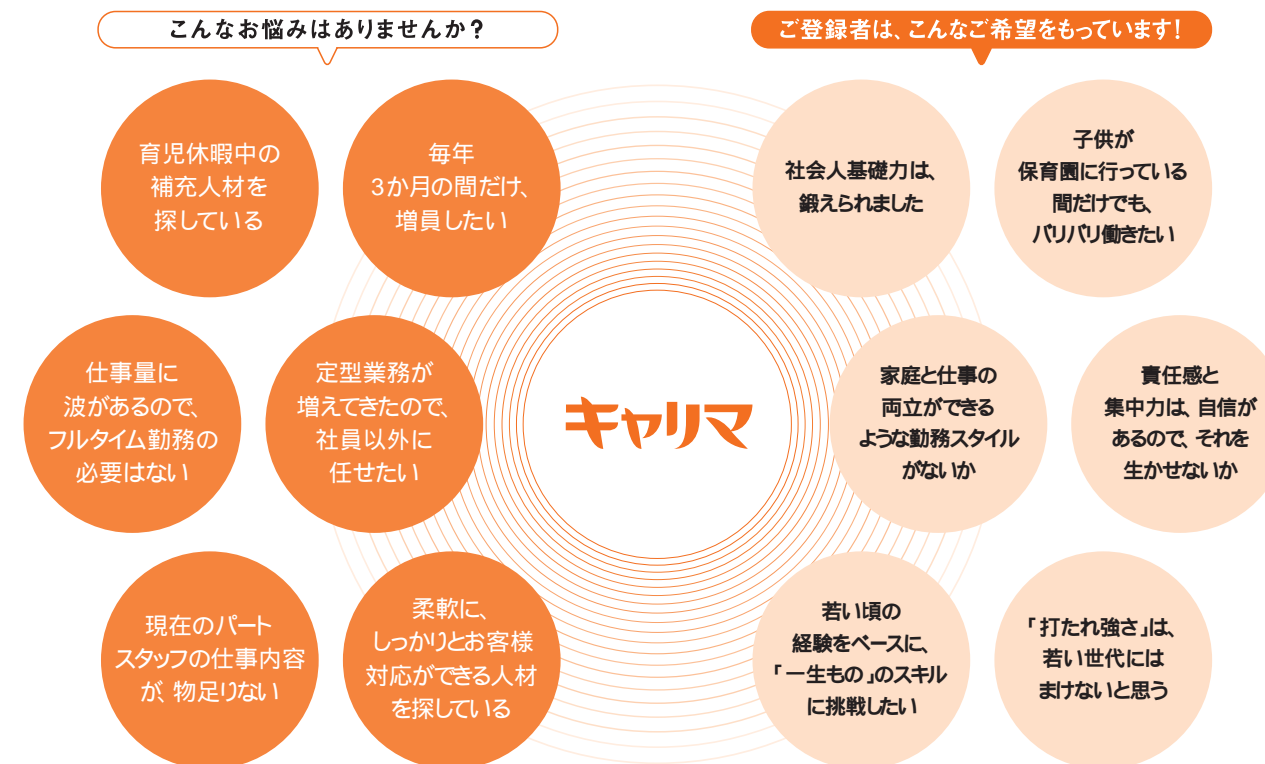 こんなお悩みはありませんか？
育児休暇中の
補充人材を
探している
毎年
3か月の間だけ、
増員したい
仕事量に
波があるので、
フルタイム勤務の
必要はない
定型業務が
増えてきたので、
社員以外に
任せたい
現在のパート
スタッフの仕事内容
が、物足りない
柔軟に、
しっかりとお客様
対応ができる人材
を探している
キャリマ
ご登録者は、こんなご希望をもっています！
社会人基礎力は、
鍛えられました
子供が
保育園に行っている
間だけでも、
バリバリ働きたい
家庭と仕事の
両立ができる
ような勤務スタイル
がないか
責任感と
集中力は、自信が
あるので、それを
生かせないか
若い頃の
経験をベースに、
「一生もの」のスキル
に挑戦したい
「打たれ強さ」は、
若い世代には
まけないと思う